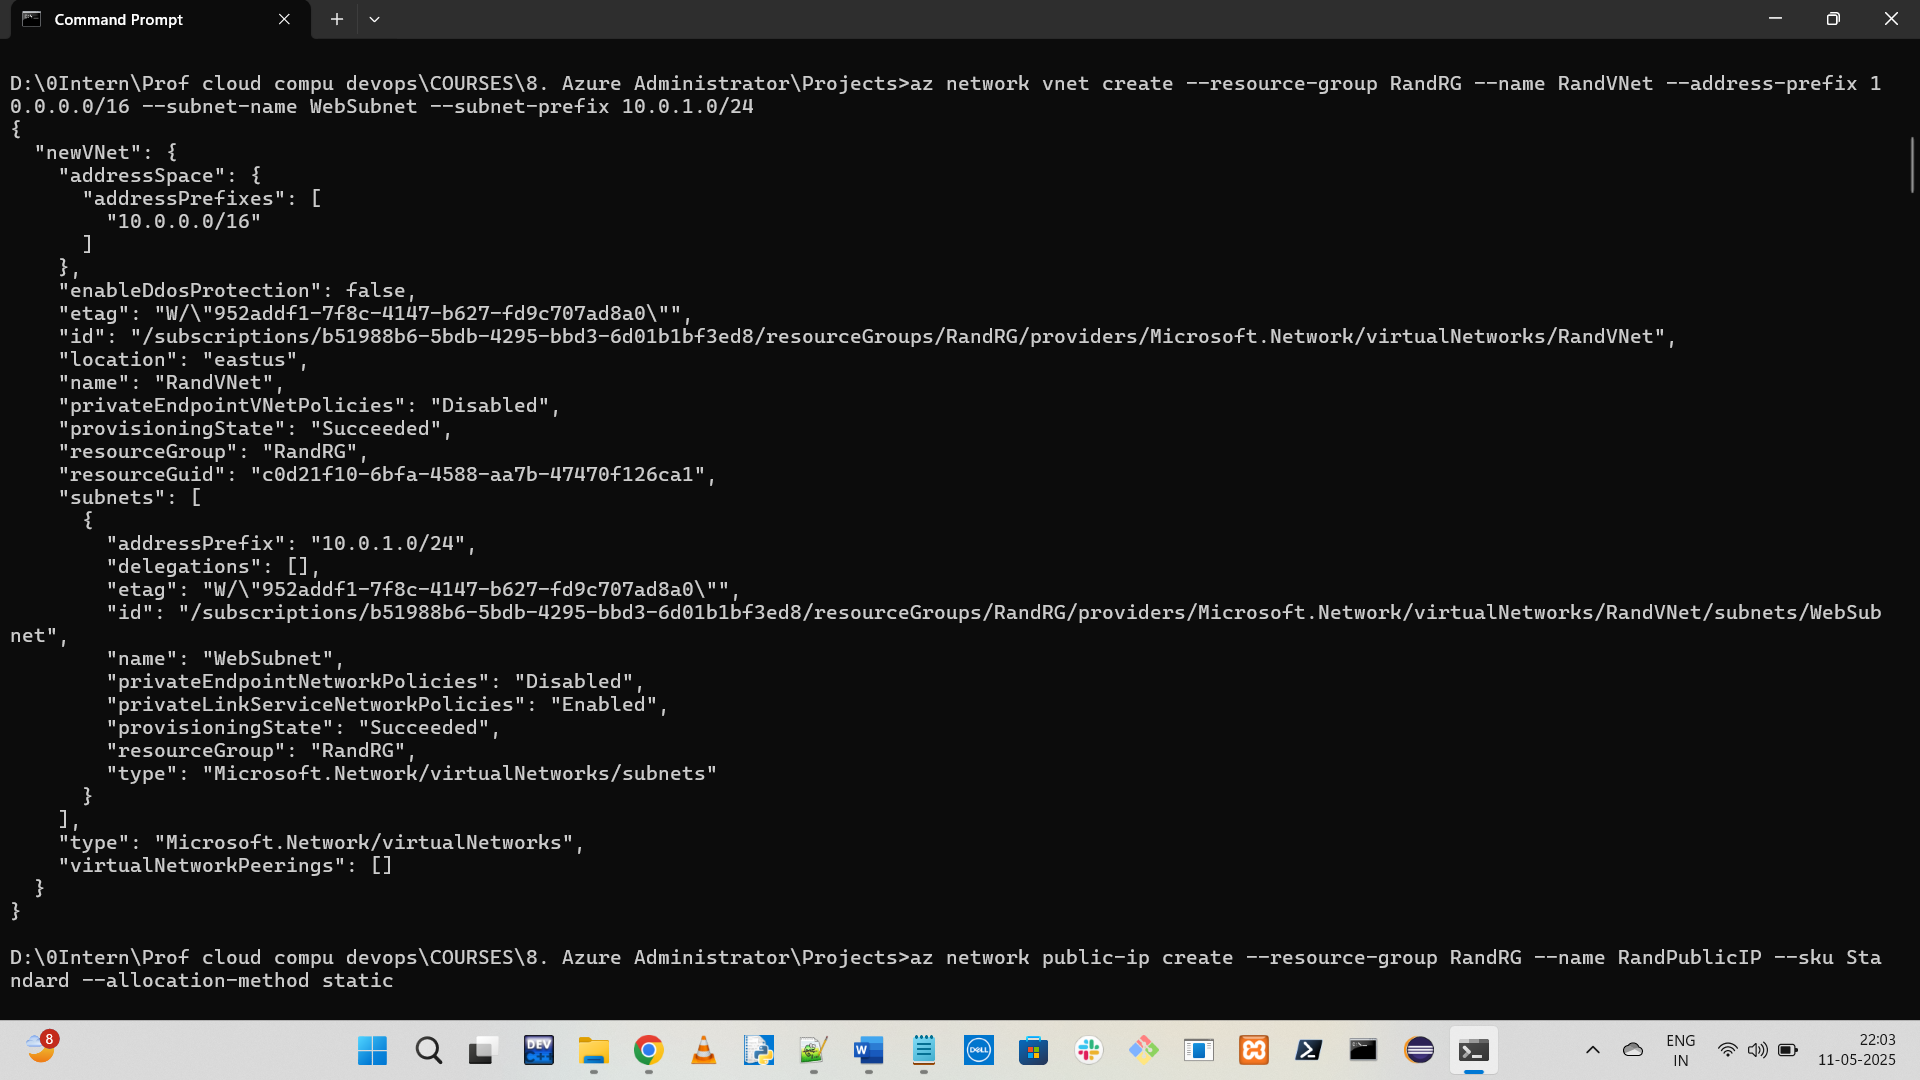 Command Prompt
D:\0Intern\Prof cloud compu devops\COURSES\8. Azure Administrator\Projects>az network vnet create --resource-group RandRG --name RandVNet --address-prefix 1
0.0.0.0/16 --subnet-name WebSubnet --subnet-prefix 10.0.1.0/24
{
  "newVNet": {
    "addressSpace": {
      "addressPrefixes": [
        "10.0.0.0/16"
      ]
    },
    "enableDdosProtection": false,
    "etag": "W/\"952addf1-7f8c-4147-b627-fd9c707ad8a0\"",
    "id": "/subscriptions/b51988b6-5bdb-4295-bbd3-6d01b1bf3ed8/resourceGroups/RandRG/providers/Microsoft.Network/virtualNetworks/RandVNet",
    "location": "eastus",
    "name": "RandVNet",
    "privateEndpointVNetPolicies": "Disabled",
    "provisioningState": "Succeeded",
    "resourceGroup": "RandRG",
    "resourceGuid": "c0d21f10-6bfa-4588-aa7b-47470f126ca1",
    "subnets": [
      {
        "addressPrefix": "10.0.1.0/24",
        "delegations": [],
        "etag": "W/\"952addf1-7f8c-4147-b627-fd9c707ad8a0\"",
        "id": "/subscriptions/b51988b6-5bdb-4295-bbd3-6d01b1bf3ed8/resourceGroups/RandRG/providers/Microsoft.Network/virtualNetworks/RandVNet/subnets/WebSub
net",
        "name": "WebSubnet",
        "privateEndpointNetworkPolicies": "Disabled",
        "privateLinkServiceNetworkPolicies": "Enabled",
        "provisioningState": "Succeeded",
        "resourceGroup": "RandRG",
        "type": "Microsoft.Network/virtualNetworks/subnets"
      }
    ],
    "type": "Microsoft.Network/virtualNetworks",
    "virtualNetworkPeerings": []
  }
}
D:\0Intern\Prof cloud compu devops\COURSES\8. Azure Administrator\Projects>az network public-ip create --resource-group RandRG --name RandPublicIP --sku Sta
ndard --allocation-method static
8
DEV
C++
W
DELL
ENG
IN
22:03
11-05-2025